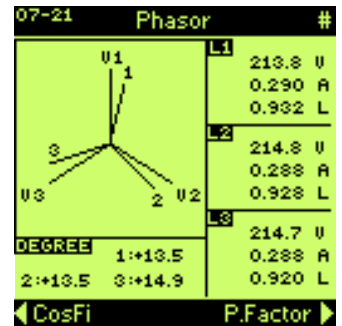 07-21 Phasor #
V1
1
3
V3
2
V2
L1
213.8 V
0.290 A
0.932 L
L2
214.8 V
0.288 A
0.928 L
L3
214.7 V
0.288 A
0.920 L
DEGREE
1:+13.5
2:+13.5 3:+14.9
CosFi P.Factor